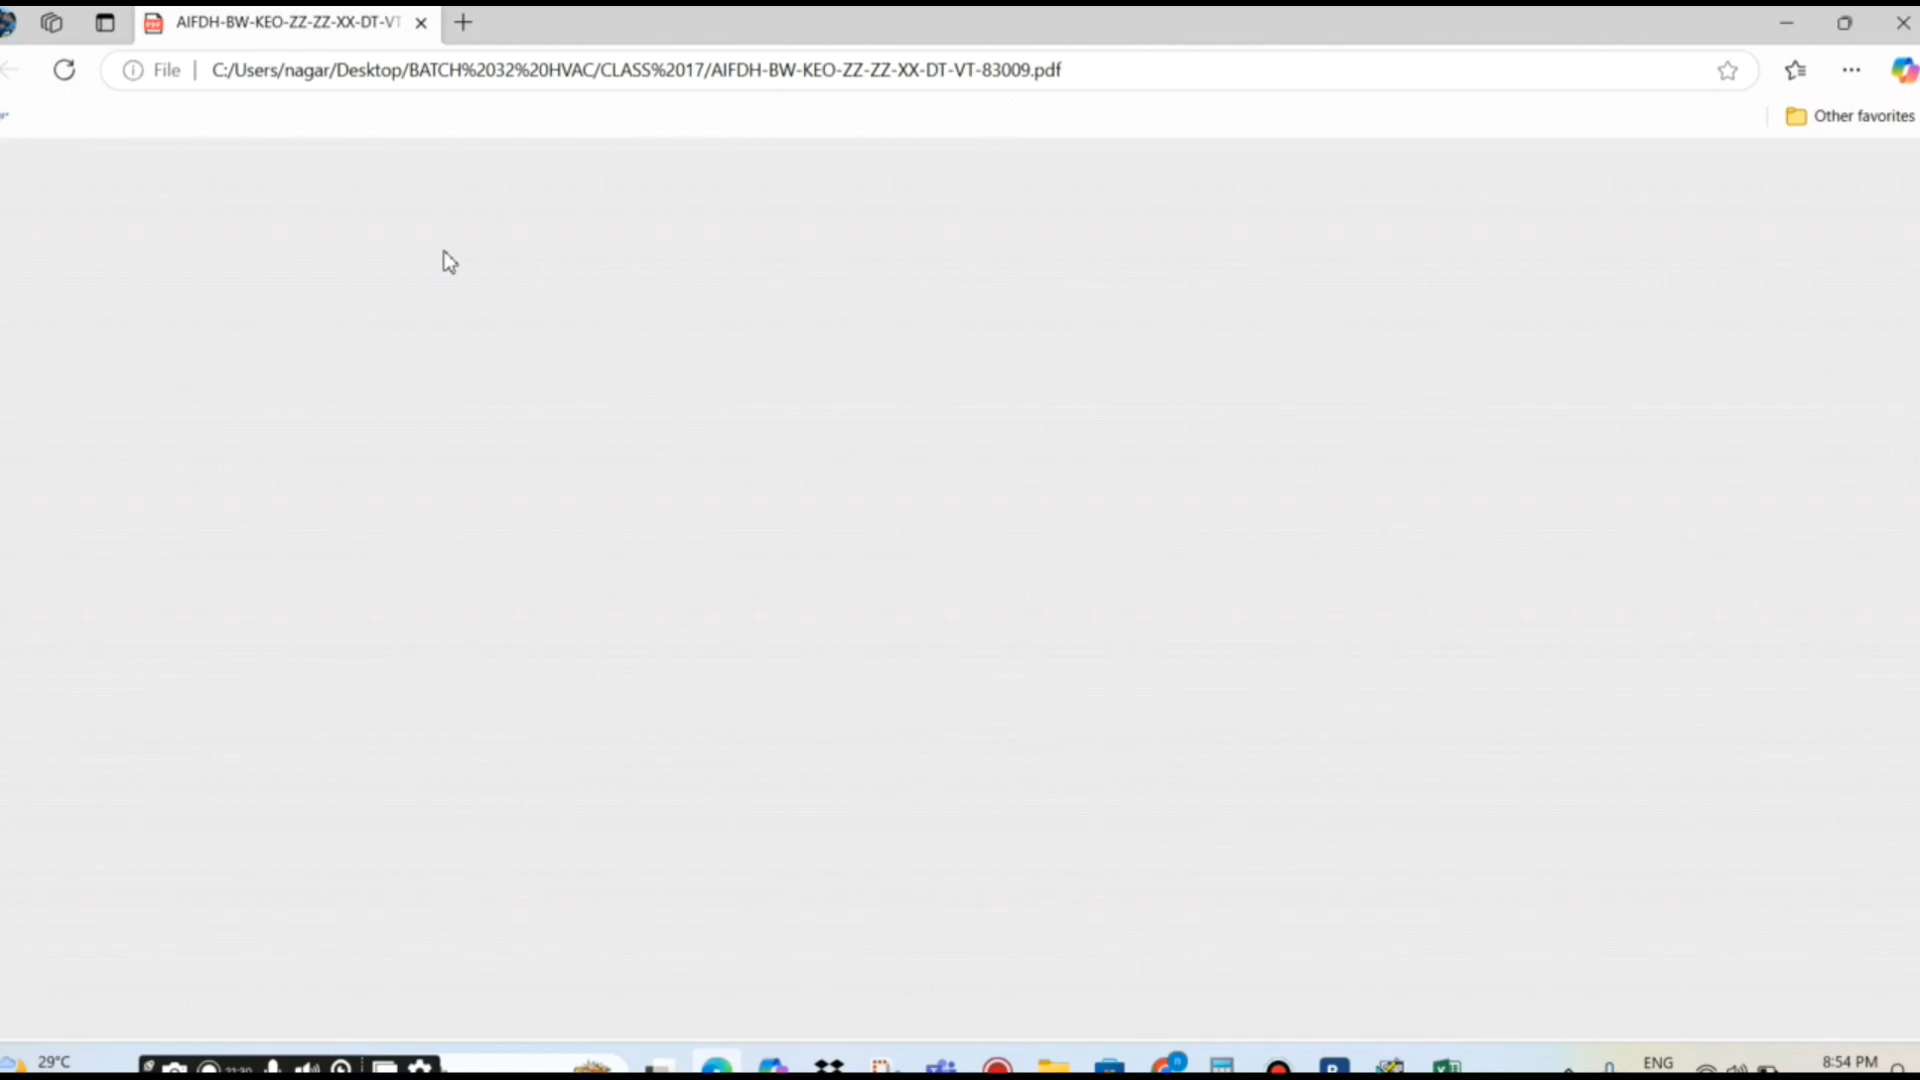 AIFDH-BW-KEO-ZZ-ZZ-XX-DT-VT
File
C:/Users/nagar/Desktop/BATCH%2032%20HVAC/CLASS%2017/AIFDH-BW-KEO-ZZ-ZZ-XX-DT-VT-83009.pdf
Other favorites
29°C
ENG
8:54 PM